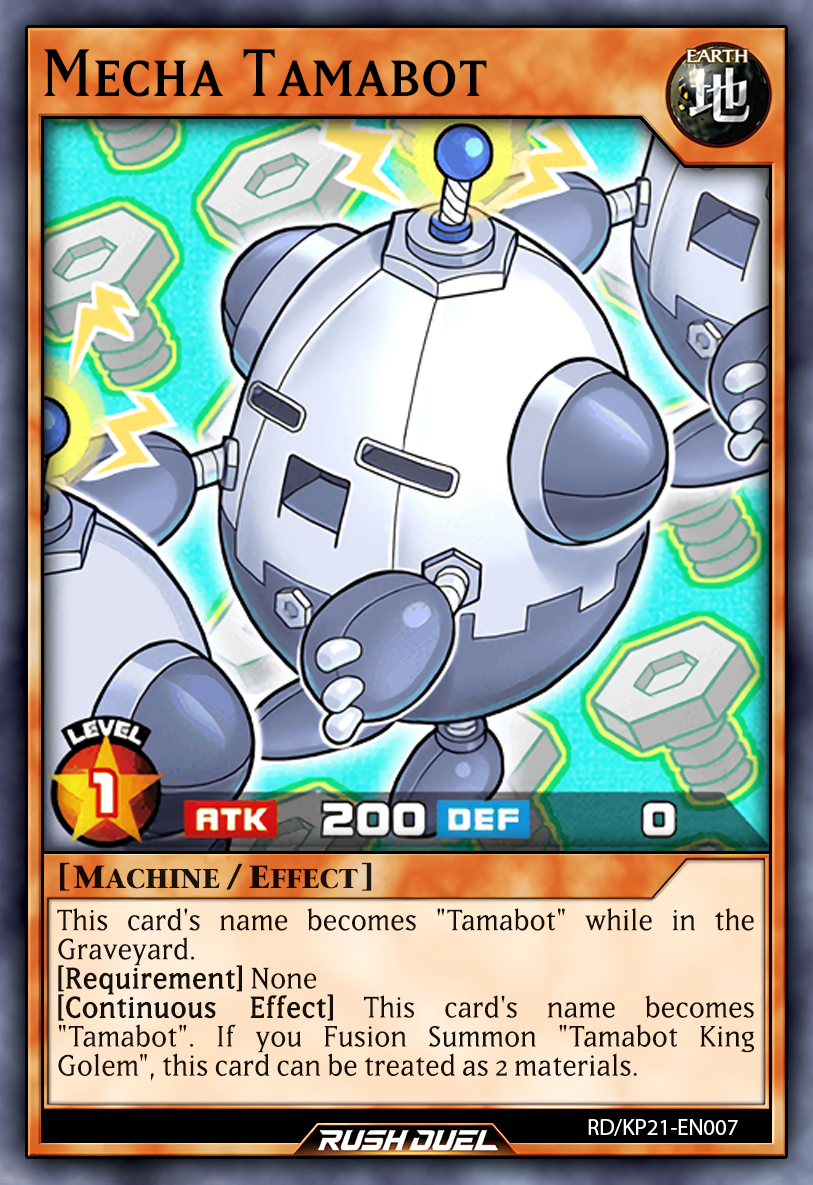 Mecha Tamabot
EARTH
地
LEVEL
1
ATK 200 DEF 0
[Machine / Effect]
This card's name becomes "Tamabot" while in the
Graveyard.
[Requirement] None
[Continuous Effect] This card's name becomes
"Tamabot". If you Fusion Summon "Tamabot King
Golem", this card can be treated as 2 materials.
RD/KP21-EN007
RUSH DUEL